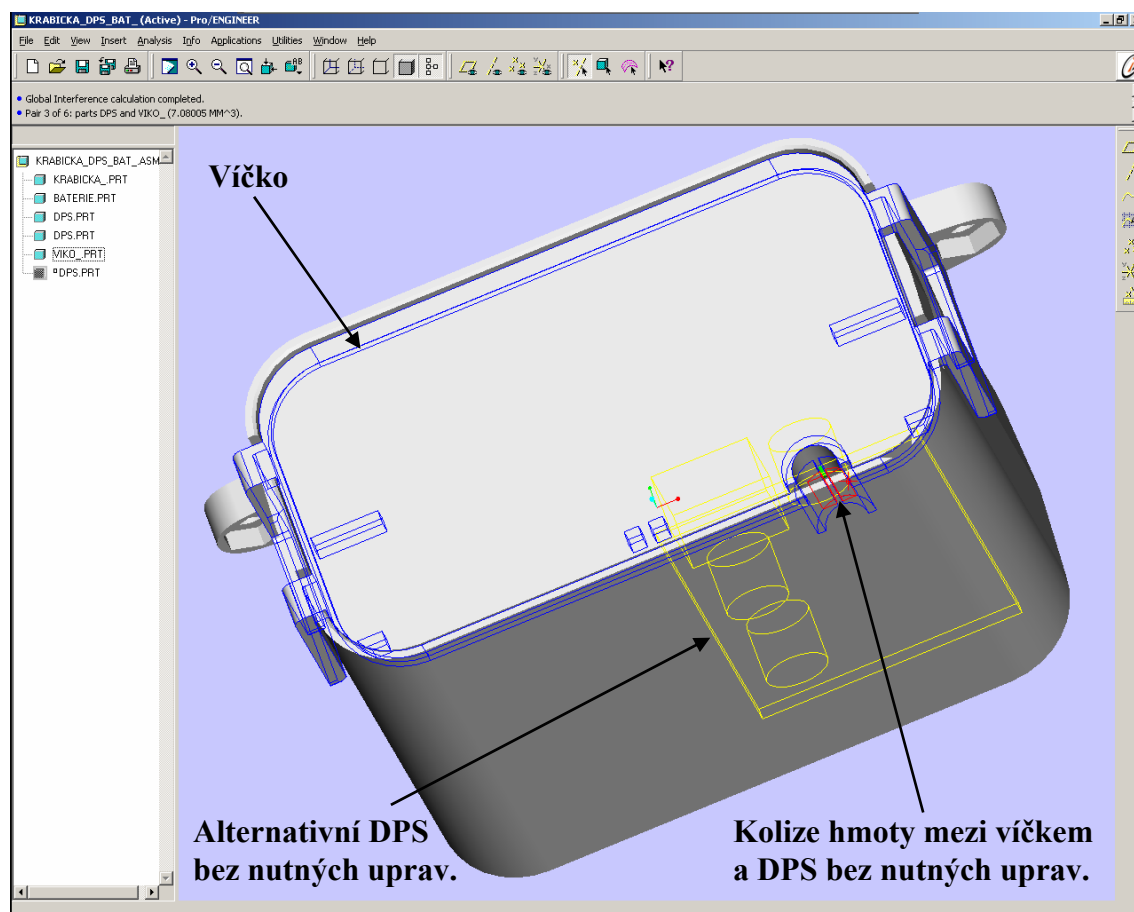 KRABICKA_DPS_BAT_ (Active) - Pro/ENGINEER
File Edit View Insert Analysis Info Applications Utilities Window Help
• Global Interference calculation completed.
• Pair 3 of 6: parts DPS and VIKO_ (7.08005 MM^3).
KRABICKA_DPS_BAT_.ASM
KRABICKA_.PRT
BATERIE.PRT
DPS.PRT
DPS.PRT
VIKO_.PRT
DPS.PRT
Víčko
Alternativní DPS
bez nutných uprav.
Kolize hmoty mezi víčkem
a DPS bez nutných uprav.